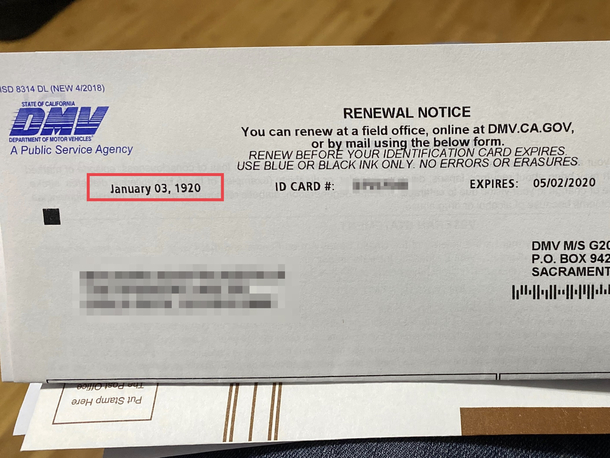 ISD 8314 DL (NEW 4/2018)
STATE OF CALIFORNIA
DMV
DEPARTMENT OF MOTOR VEHICLES
A Public Service Agency
RENEWAL NOTICE
You can renew at a field office, online at DMV.CA.GOV,
or by mail using the below form.
RENEW BEFORE YOUR IDENTIFICATION CARD EXPIRES
USE BLUE OR BLACK INK ONLY. NO ERRORS OR ERASURES
January 03, 1920
ID CARD #:
EXPIRES: 05/02/2020
DMV M/S G20
P.O. BOX 942
SACRAMENT
Put Stamp Here
The Post Office